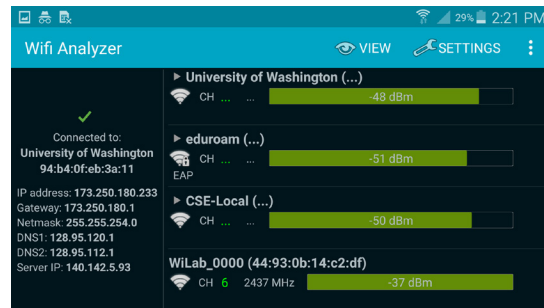 29% 2:21 PM
Wifi Analyzer
VIEW
SETTINGS
Connected to:
University of Washington
94:b4:0f:eb:3a:11
IP address: 173.250.180.233
Gateway: 173.250.180.1
Netmask: 255.255.254.0
DNS1: 128.95.120.1
DNS2: 128.95.112.1
Server IP: 140.142.5.93
University of Washington (...)
CH ... ... -48 dBm
eduroam (...)
CH ... ... -51 dBm
EAP
CSE-Local (...)
CH ... ... -50 dBm
WiLab_0000 (44:93:0b:14:c2:df)
CH 6 2437 MHz -37 dBm